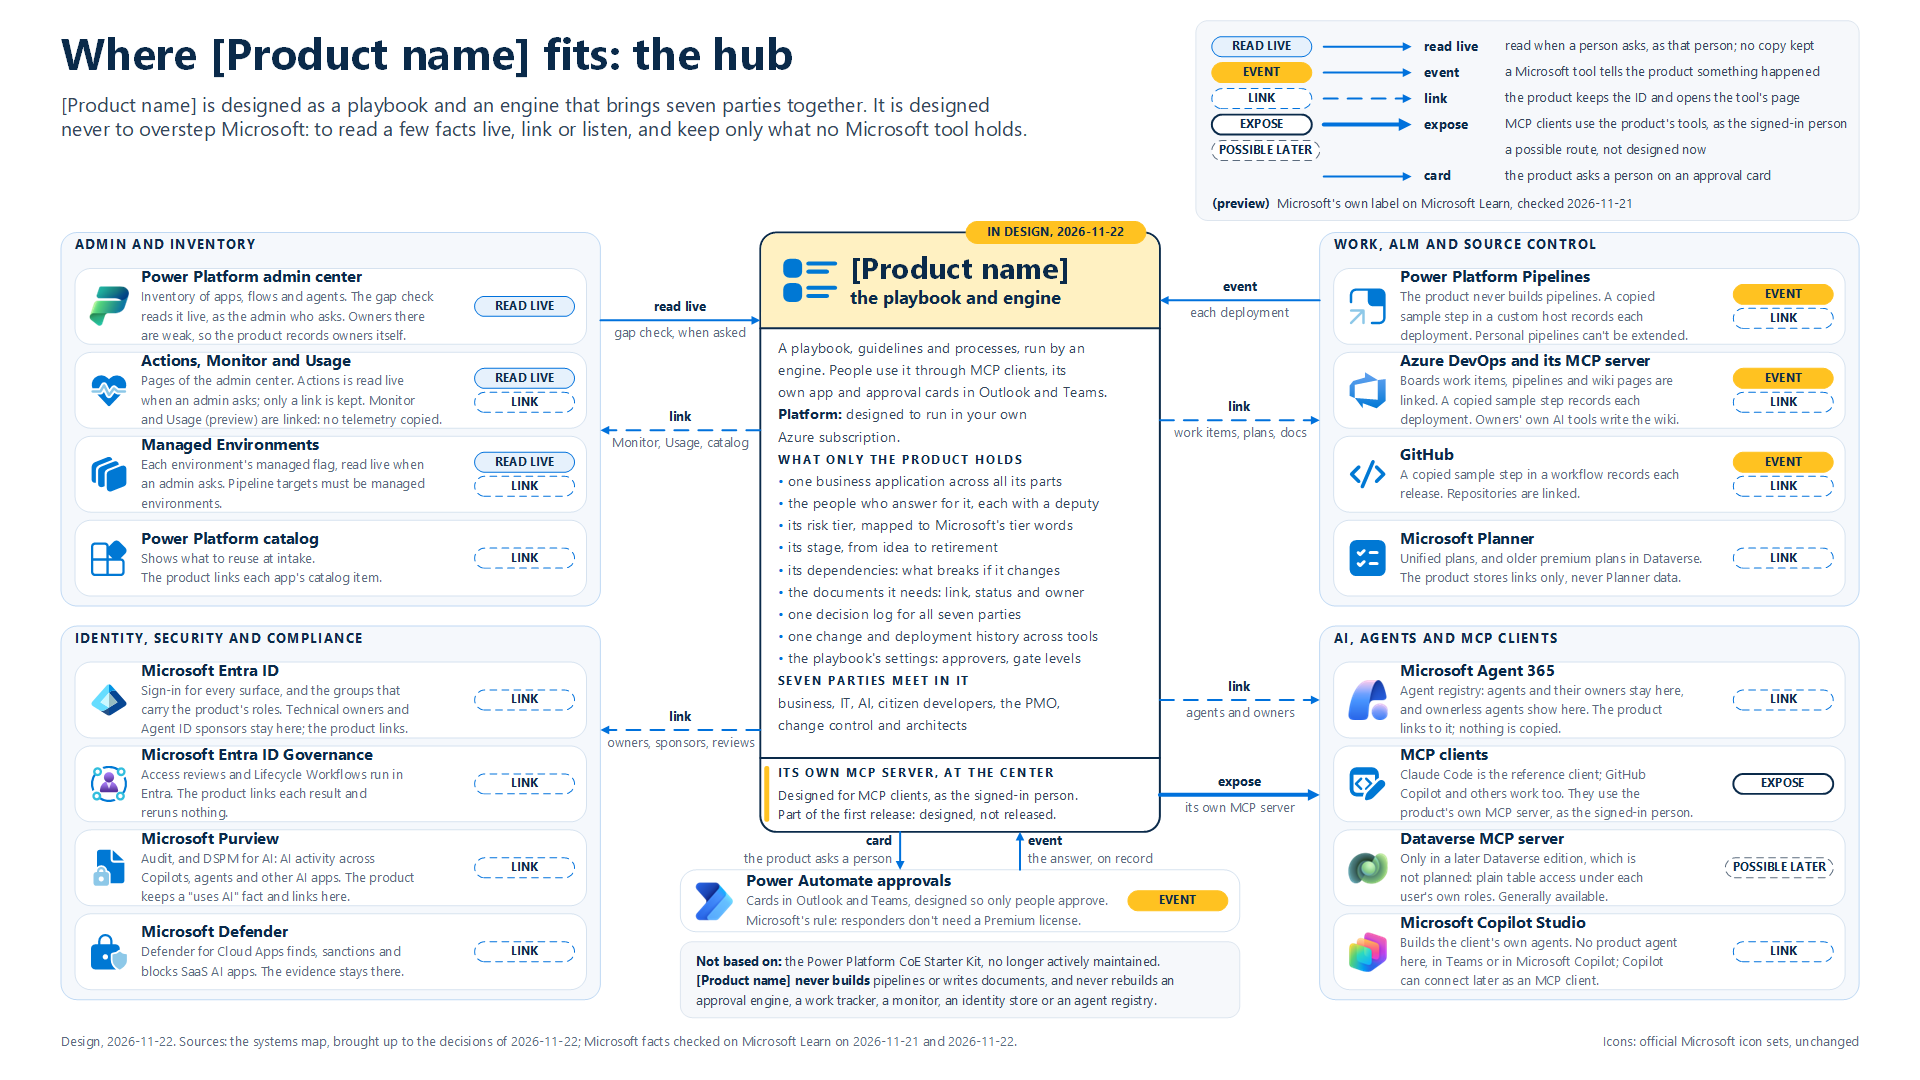 Where [Product name] fits: the hub
[Product name] is designed as a playbook and an engine that brings seven parties together. It is designed
never to overstep Microsoft: to read a few facts live, link or listen, and keep only what no Microsoft tool holds.
READ LIVE read live read when a person asks, as that person; no copy kept
EVENT event a Microsoft tool tells the product something happened
LINK link the product keeps the ID and opens the tool's page
EXPOSE expose MCP clients use the product's tools, as the signed-in person
POSSIBLE LATER a possible route, not designed now
card the product asks a person on an approval card
(preview) Microsoft's own label on Microsoft Learn, checked 2026-11-21
ADMIN AND INVENTORY
Power Platform admin center
Inventory of apps, flows and agents. The gap check
reads it live, as the admin who asks. Owners there
are weak, so the product records owners itself.
READ LIVE
Actions, Monitor and Usage
Pages of the admin center. Actions is read live
when an admin asks; only a link is kept. Monitor
and Usage (preview) are linked: no telemetry copied.
READ LIVE
LINK
Managed Environments
Each environment's managed flag, read live when
an admin asks. Pipeline targets must be managed
environments.
READ LIVE
LINK
Power Platform catalog
Shows what to reuse at intake.
The product links each app's catalog item.
LINK
IDENTITY, SECURITY AND COMPLIANCE
Microsoft Entra ID
Sign-in for every surface, and the groups that
carry the product's roles. Technical owners and
Agent ID sponsors stay here; the product links.
LINK
Microsoft Entra ID Governance
Access reviews and Lifecycle Workflows run in
Entra. The product links each result and
reruns nothing.
LINK
Microsoft Purview
Audit, and DSPM for AI: AI activity across
Copilots, agents and other AI apps. The product
keeps a "uses AI" fact and links here.
LINK
Microsoft Defender
Defender for Cloud Apps finds, sanctions and
blocks SaaS AI apps. The evidence stays there.
LINK
read live
gap check, when asked
link
Monitor, Usage, catalog
link
owners, sponsors, reviews
IN DESIGN, 2026-11-22
[Product name]
the playbook and engine
A playbook, guidelines and processes, run by an
engine. People use it through MCP clients, its
own app and approval cards in Outlook and Teams.
Platform: designed to run in your own
Azure subscription.
WHAT ONLY THE PRODUCT HOLDS
• one business application across all its parts
• the people who answer for it, each with a deputy
• its risk tier, mapped to Microsoft's tier words
• its stage, from idea to retirement
• its dependencies: what breaks if it changes
• the documents it needs: link, status and owner
• one decision log for all seven parties
• one change and deployment history across tools
• the playbook's settings: approvers, gate levels
SEVEN PARTIES MEET IN IT
business, IT, AI, citizen developers, the PMO,
change control and architects
ITS OWN MCP SERVER, AT THE CENTER
Designed for MCP clients, as the signed-in person.
Part of the first release: designed, not released.
card
the product asks a person
event
the answer, on record
Power Automate approvals
Cards in Outlook and Teams, designed so only people approve.
Microsoft's rule: responders don't need a Premium license.
EVENT
Not based on: the Power Platform CoE Starter Kit, no longer actively maintained.
[Product name] never builds pipelines or writes documents, and never rebuilds an
approval engine, a work tracker, a monitor, an identity store or an agent registry.
event
each deployment
link
work items, plans, docs
link
agents and owners
expose
its own MCP server
WORK, ALM AND SOURCE CONTROL
Power Platform Pipelines
The product never builds pipelines. A copied
sample step in a custom host records each
deployment. Personal pipelines can't be extended.
EVENT
LINK
Azure DevOps and its MCP server
Boards work items, pipelines and wiki pages are
linked. A copied sample step records each
deployment. Owners' own AI tools write the wiki.
EVENT
LINK
GitHub
A copied sample step in a workflow records each
release. Repositories are linked.
EVENT
LINK
Microsoft Planner
Unified plans, and older premium plans in Dataverse.
The product stores links only, never Planner data.
LINK
AI, AGENTS AND MCP CLIENTS
Microsoft Agent 365
Agent registry: agents and their owners stay here,
and ownerless agents show here. The product
links to it; nothing is copied.
LINK
MCP clients
Claude Code is the reference client; GitHub
Copilot and others work too. They use the
product's own MCP server, as the signed-in person.
EXPOSE
Dataverse MCP server
Only in a later Dataverse edition, which is
not planned: plain table access under each
user's own roles. Generally available.
POSSIBLE LATER
Microsoft Copilot Studio
Builds the client's own agents. No product agent
here, in Teams or in Microsoft Copilot; Copilot
can connect later as an MCP client.
LINK
Design, 2026-11-22. Sources: the systems map, brought up to the decisions of 2026-11-22; Microsoft facts checked on Microsoft Learn on 2026-11-21 and 2026-11-22.
Icons: official Microsoft icon sets, unchanged